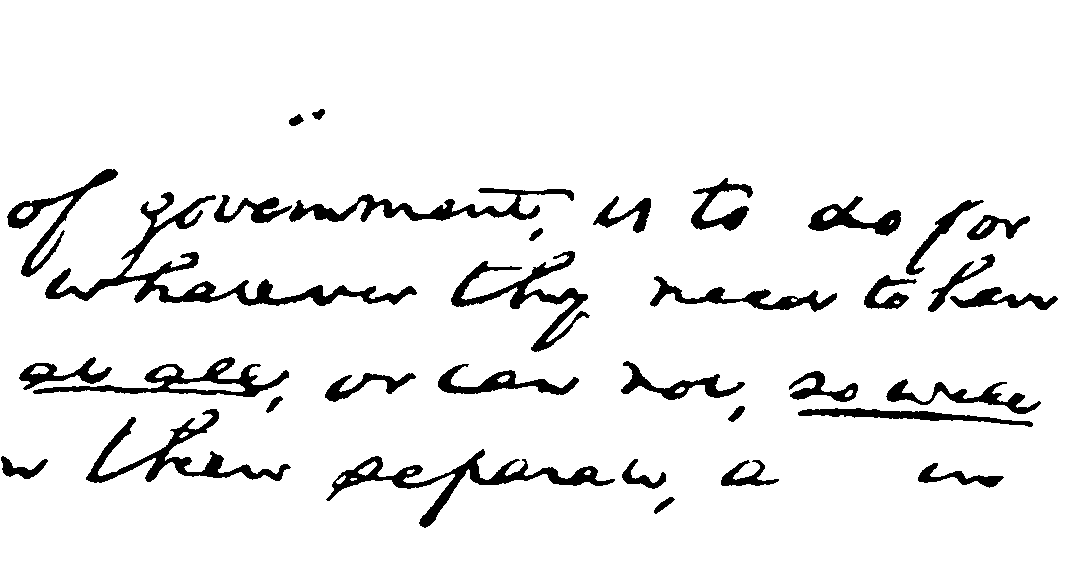 of government, is to do for
whatever they need to have
at all, or can not, so well
in their separate, a in